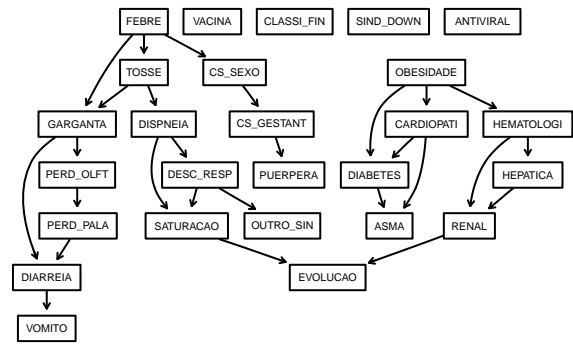 FEBRE VACINA CLASSI_FIN SIND_DOWN ANTIVIRAL
TOSSE CS_SEXO OBESIDADE
GARGANTA DISPNEIA CS_GESTANT CARDIOPATI HEMATOLOGI
PERD_OLFT DESC_RESP PUERPERA DIABETES HEPATICA
PERD_PALA SATURACAO OUTRO_SIN ASMA RENAL
DIARREIA EVOLUCAO
VOMITO